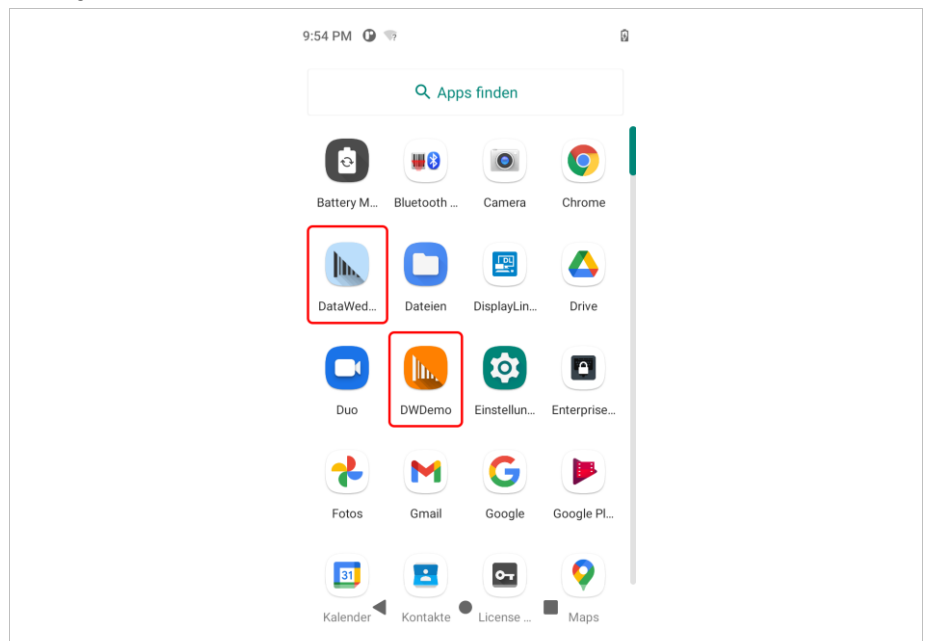 9:54 PM
Apps finden
Battery M... Bluetooth ... Camera Chrome
DataWed... Dateien DisplayLin... Drive
Duo DWDemo Einstellun... Enterprise...
Fotos Gmail Google Google Pl...
31
Kalender Kontakte License ... Maps